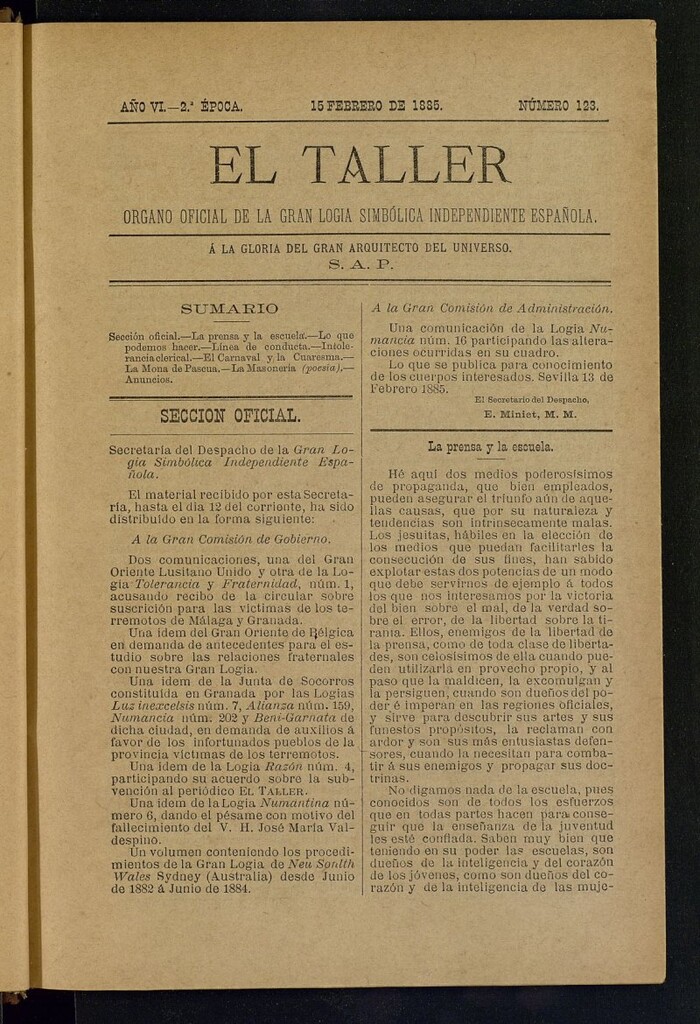 AÑO VI.—2.ª ÉPOCA. 15 FEBRERO DE 1885. NÚMERO 123.
EL TALLER
ORGANO OFICIAL DE LA GRAN LOGIA SIMBÓLICA INDEPENDIENTE ESPAÑOLA.
Á LA GLORIA DEL GRAN ARQUITECTO DEL UNIVERSO.
S. A. P.
SUMARIO
Sección oficial.—La prensa y la escuela.—Lo que
podemos hacer.—Línea de conducta.—Intole-
rancia clerical.—El Carnaval y la Cuaresma.—
La Mona de Pascua.—La Masonería (poesía).—
Anuncios.
SECCION OFICIAL.
Secretaría del Despacho de la Gran Lo-
gia Simbólica Independiente Espa-
ñola.
El material recibido por esta Secreta-
ría, hasta el dia 12 del corriente, ha sido
distribuido en la forma siguiente:
A la Gran Comisión de Gobierno.
Dos comunicaciones, una del Gran
Oriente Lusitano Unido y otra de la Lo-
gia Tolerancia y Fraternidad, núm. 1,
acusando recibo de la circular sobre
suscrición para las víctimas de los te-
rremotos de Málaga y Granada.
Una idem del Gran Oriente de Bélgica
en demanda de antecedentes para el es-
tudio sobre las relaciones fraternales
con nuestra Gran Logia.
Una idem de la Junta de Socorros
constituida en Granada por las Logias
Luz inexcelsis núm. 7, Alianza núm. 159,
Numancia núm. 202 y Beni-Garnata de
dicha ciudad, en demanda de auxilios á
favor de los infortunados pueblos de la
provincia víctimas de los terremotos.
Una idem de la Logia Razón núm. 4,
participando su acuerdo sobre la sub-
vención al periódico EL TALLER.
Una idem de la Logia Numantina nú-
mero 6, dando el pésame con motivo del
fallecimiento del V. H. José María Val-
despino.
Un volumen conteniendo los procedi-
mientos de la Gran Logia de Neu Sonlth
Wales Sydney (Australia) desde Junio
de 1882 á Junio de 1884.
A la Gran Comisión de Administración.
Una comunicación de la Logia Nu-
mancia núm. 16 participando las altera-
ciones ocurridas en su cuadro.
Lo que se publica para conocimiento
de los cuerpos interesados. Sevilla 13 de
Febrero 1885.
El Secretario del Despacho,
E. Miniet, M. M.
La prensa y la escuela.
Hé aquí dos medios poderosísimos
de propaganda, que bien empleados,
pueden asegurar el triunfo aún de aque-
llas causas, que por su naturaleza y
tendencias son intrínsecamente malas.
Los jesuitas, hábiles en la elección de
los medios que puedan facilitarles la
consecución de sus fines, han sabido
explotar estas dos potencias de un modo
que debe servirnos de ejemplo á todos
los que nos interesamos por la victoria
del bien sobre el mal, de la verdad so-
bre el error, de la libertad sobre la ti-
ranía. Ellos, enemigos de la libertad de
la prensa, como de toda clase de liberta-
des, son celosísimos de ella cuando pue-
den utilizarla en provecho propio, y al
paso que la maldicen, la excomulgan y
la persiguen, cuando son dueños del po-
der é imperan en las regiones oficiales,
y sirve para descubrir sus artes y sus
funestos propósitos, la reclaman con
ardor y son sus más entusiastas defen-
sores, cuando la necesitan para comba-
tir á sus enemigos y propagar sus doc-
trinas.
No digamos nada de la escuela, pues
conocidos son de todos los esfuerzos
que en todas partes hacen para conse-
guir que la enseñanza de la juventud
les esté confiada. Saben muy bien que
teniendo en su poder las escuelas, son
dueños de la inteligencia y del corazón
de los jóvenes, como son dueños del co-
razón y de la inteligencia de las muje-